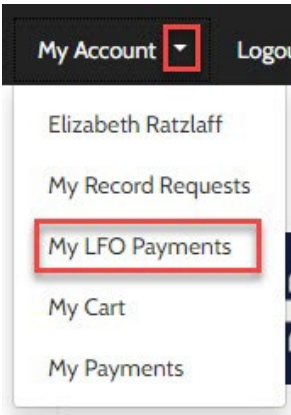 My Account Logou
Elizabeth Ratzlaff
My Record Requests
My LFO Payments
My Cart
My Payments